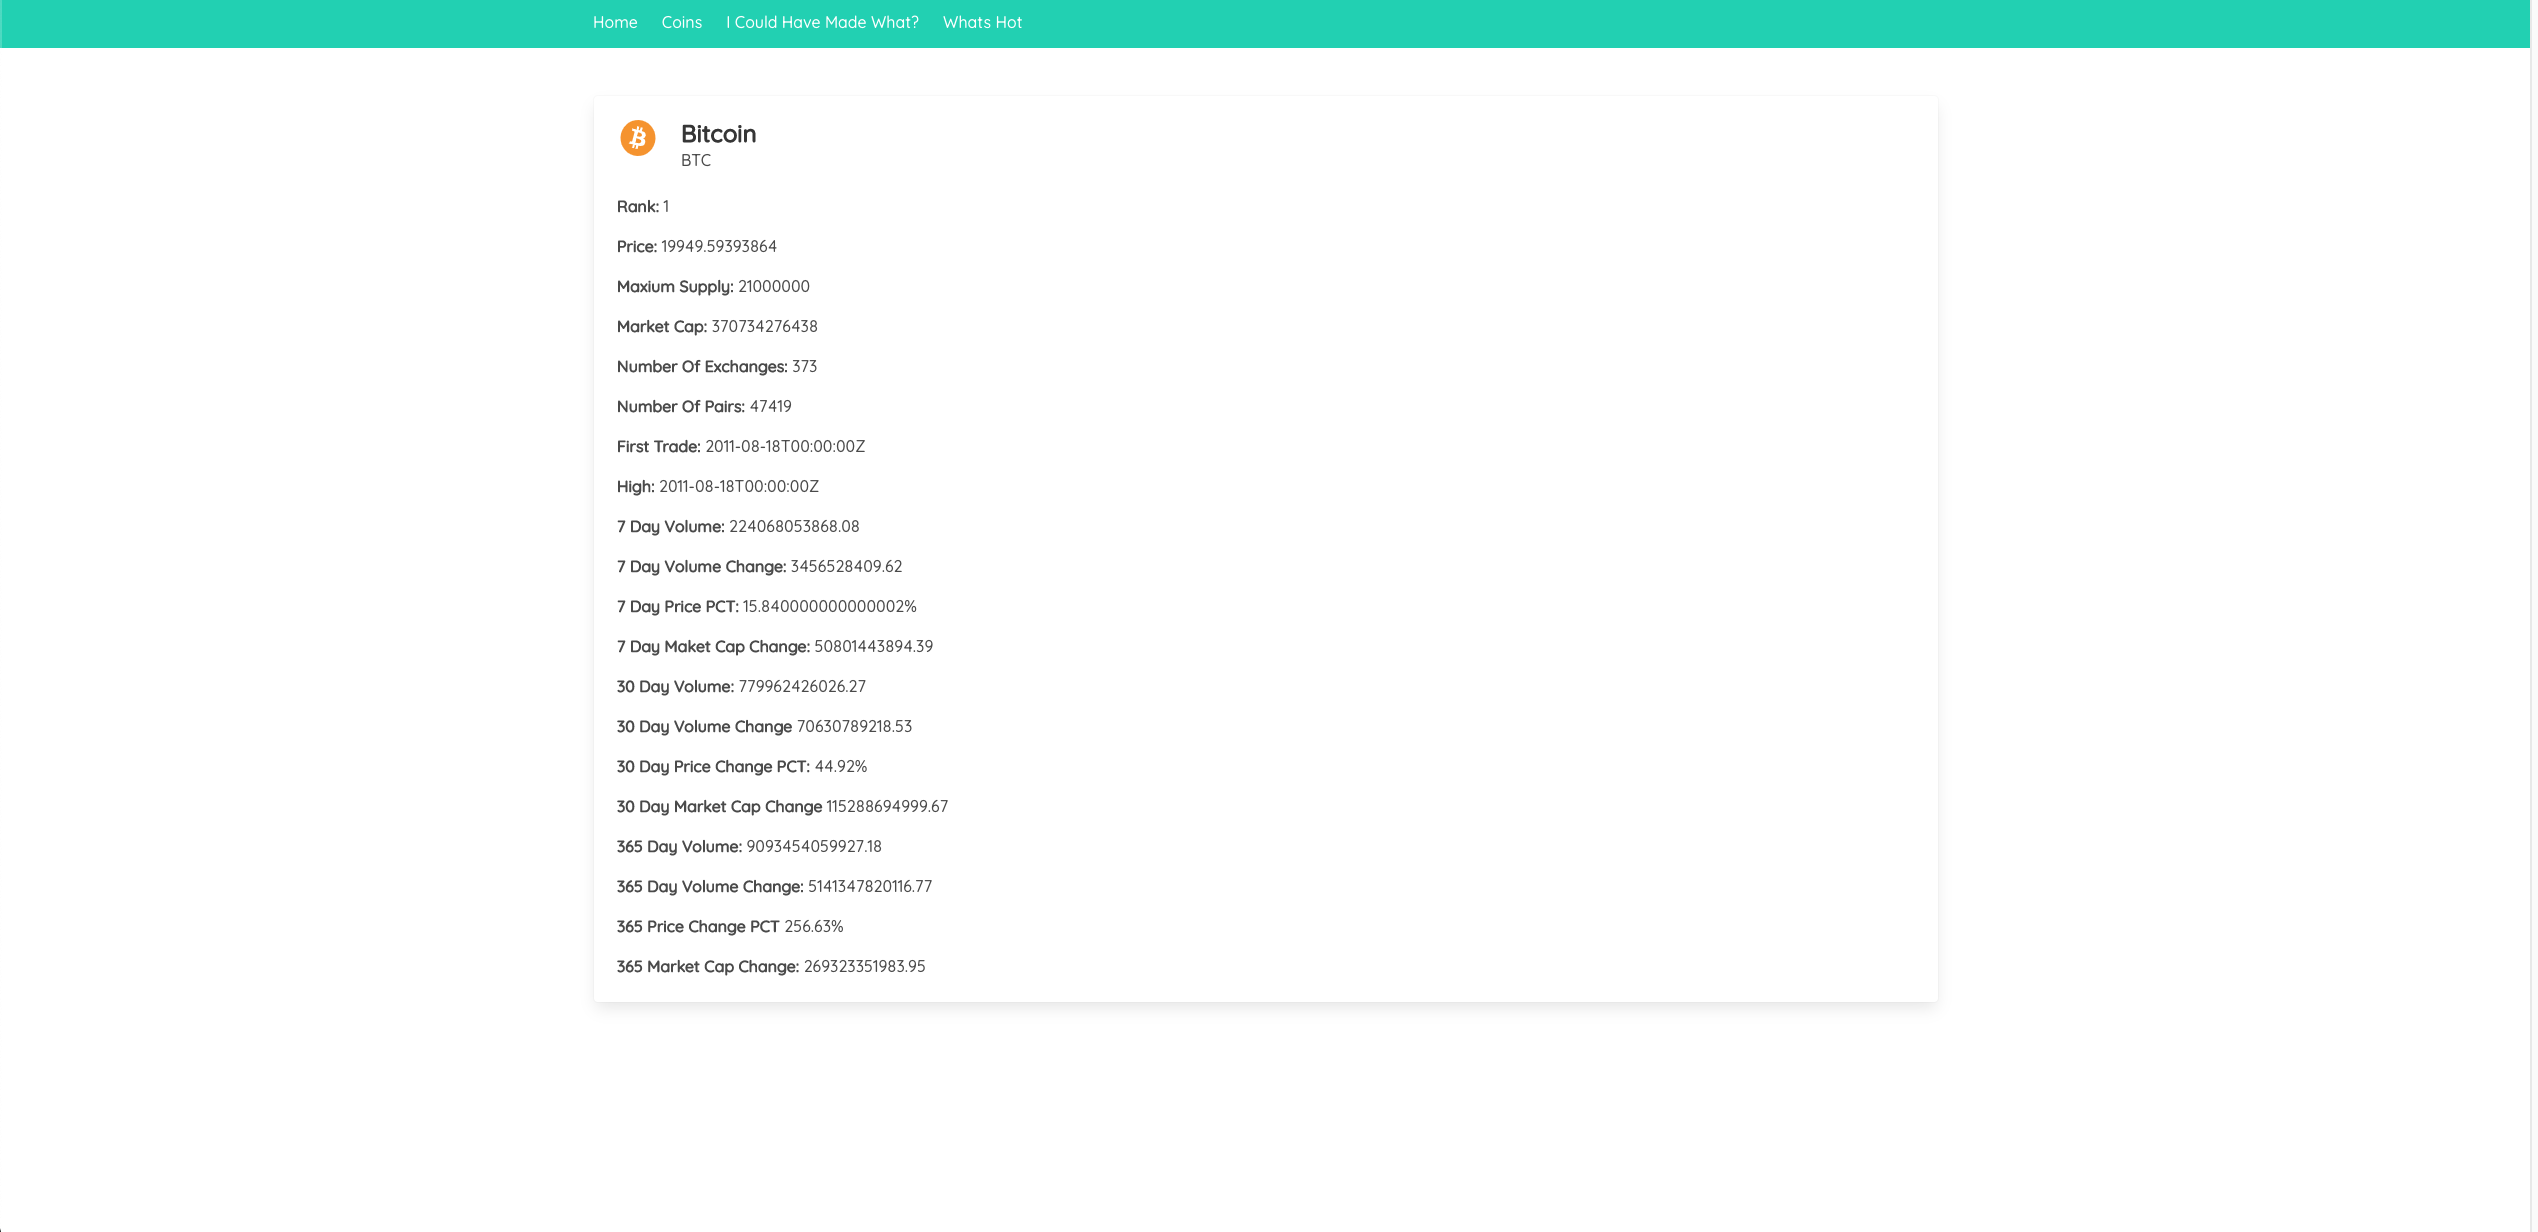 Home Coins I Could Have Made What? Whats Hot
Bitcoin
BTC
Rank: 1
Price: 19949.59393864
Maxium Supply: 21000000
Market Cap: 370734276438
Number Of Exchanges: 373
Number Of Pairs: 47419
First Trade: 2011-08-18T00:00:00Z
High: 2011-08-18T00:00:00Z
7 Day Volume: 224068053868.08
7 Day Volume Change: 3456528409.62
7 Day Price PCT: 15.840000000000002%
7 Day Maket Cap Change: 50801443894.39
30 Day Volume: 779962426026.27
30 Day Volume Change 70630789218.53
30 Day Price Change PCT: 44.92%
30 Day Market Cap Change 115288694999.67
365 Day Volume: 9093454059927.18
365 Day Volume Change: 5141347820116.77
365 Price Change PCT 256.63%
365 Market Cap Change: 269323351983.95